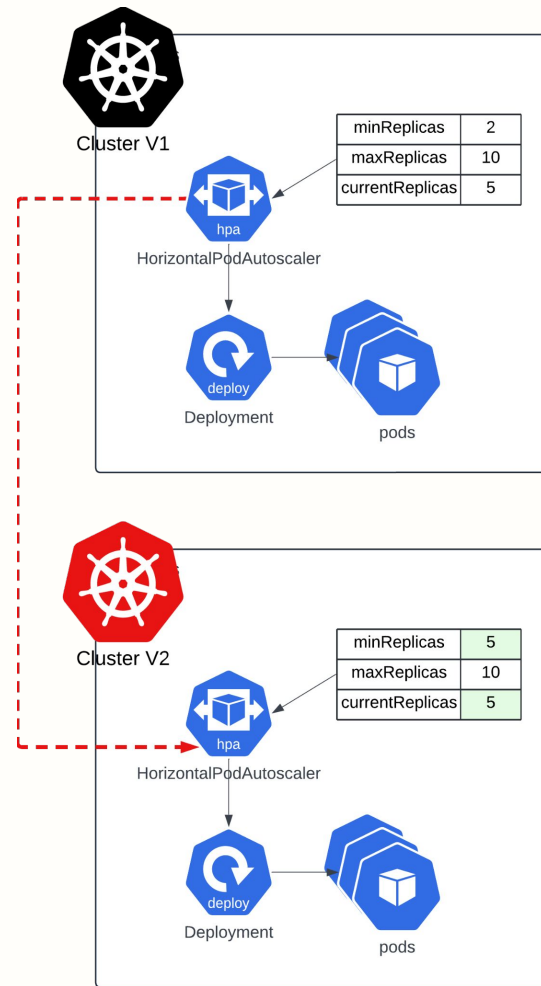 Cluster V1
minReplicas 2
maxReplicas 10
currentReplicas 5
hpa
HorizontalPodAutoscaler
deploy
Deployment
pods
Cluster V2
minReplicas 5
maxReplicas 10
currentReplicas 5
hpa
HorizontalPodAutoscaler
deploy
Deployment
pods